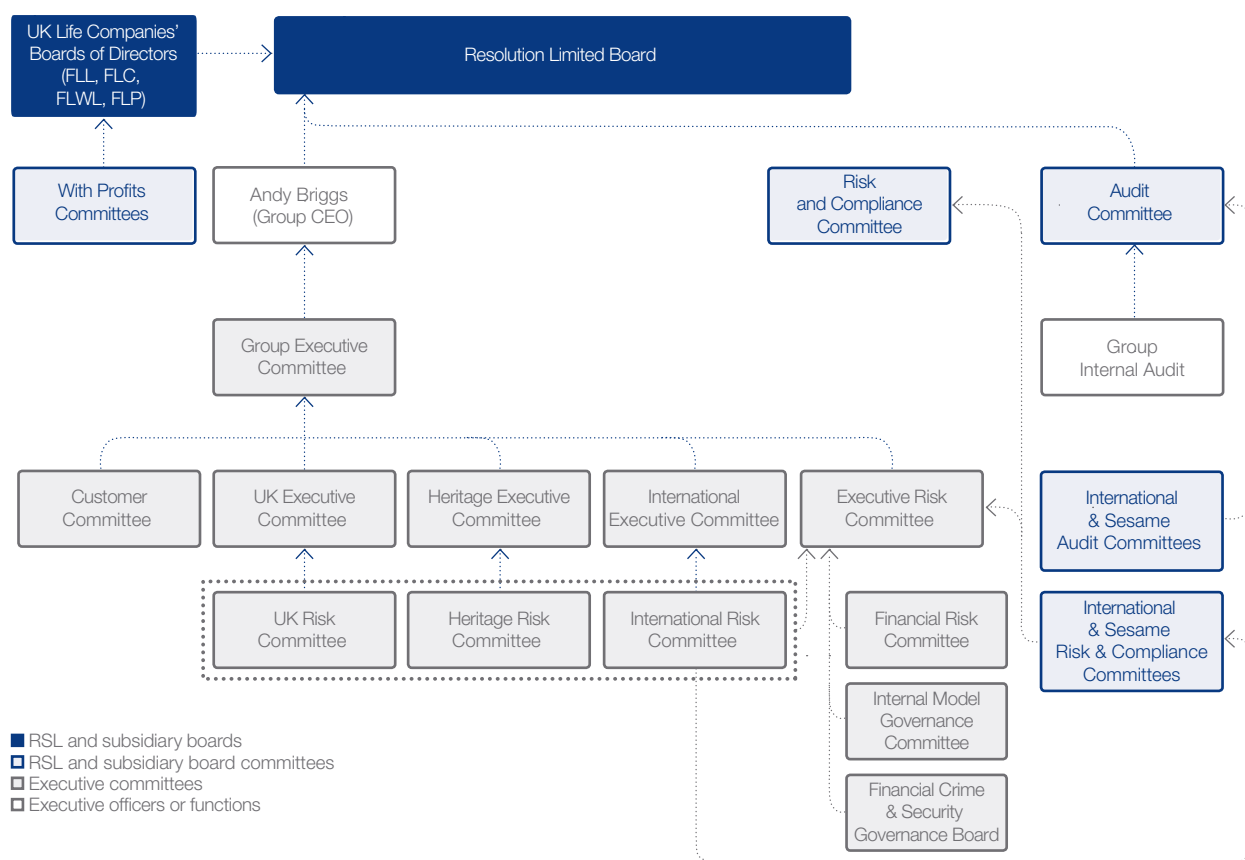 UK Life Companies’
Boards of Directors
(FLL, FLC,
FLWL, FLP)
Resolution Limited Board
With Profits
Committees
Andy Briggs
(Group CEO)
Risk
and Compliance
Committee
Audit
Committee
Group Executive
Committee
Group
Internal Audit
Customer
Committee
UK Executive
Committee
Heritage Executive
Committee
International
Executive Committee
Executive Risk
Committee
International
& Sesame
Audit Committees
UK Risk
Committee
Heritage Risk
Committee
International Risk
Committee
Financial Risk
Committee
International
& Sesame
Risk & Compliance
Committees
Internal Model
Governance
Committee
Financial Crime
& Security
Governance Board
RSL and subsidiary boards
RSL and subsidiary board committees
Executive committees
Executive officers or functions